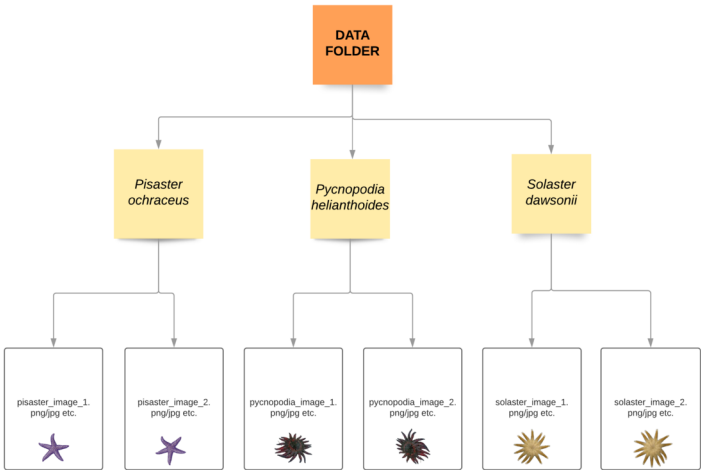 DATA
FOLDER
Pisaster
ochraceus
Pycnopodia
helianthoides
Solaster
dawsonii
pisaster_image_1.
png/jpg etc.
pisaster_image_2.
png/jpg etc.
pycnopodia_image_1.
png/jpg etc.
pycnopodia_image_2.
png/jpg etc.
solaster_image_1.
png/jpg etc.
solaster_image_2.
png/jpg etc.